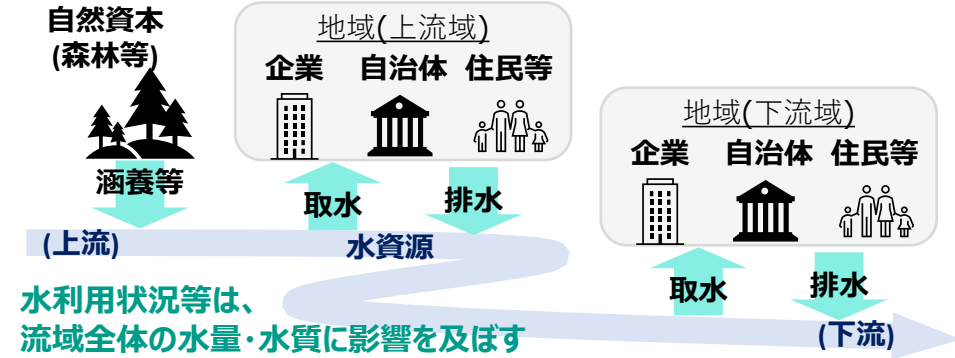 自然資本
(森林等)
涵養等
地域(上流域)
企業 自治体 住民等
取水
排水
地域(下流域)
企業 自治体 住民等
取水
排水
(上流)
水資源
水利用状況等は、
流域全体の水量･水質に影響を及ぼす
(下流)